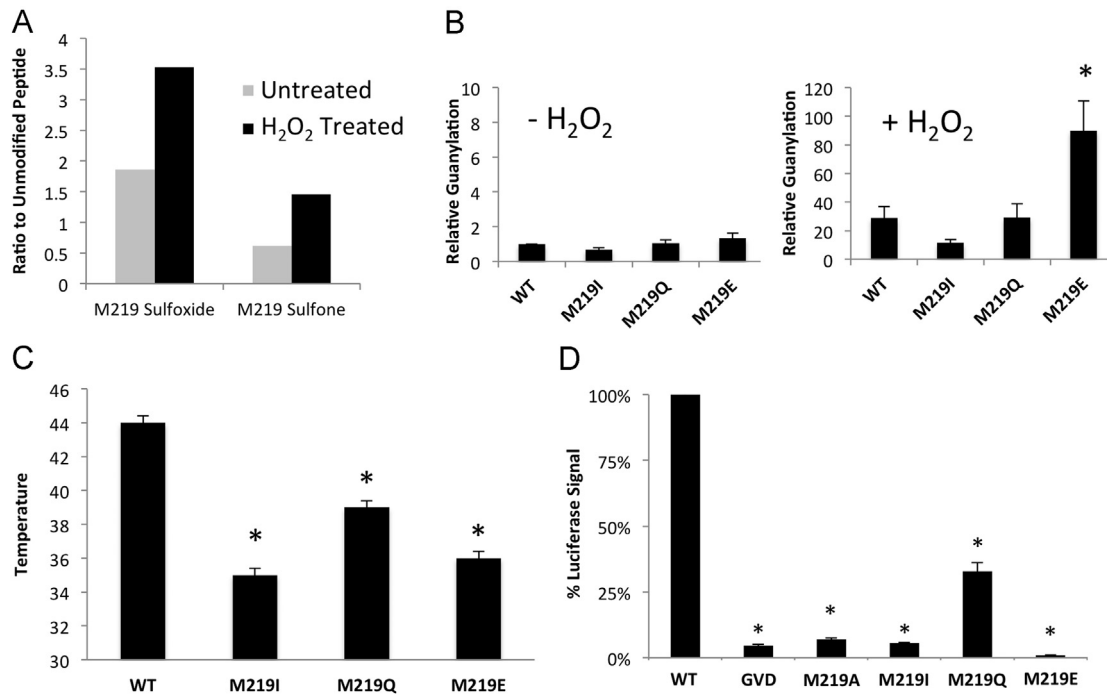 A
Ratio to Unmodified Peptide
4
3.5
3
2.5
2
1.5
1
0.5
0
Untreated
H₂O₂ Treated
M219 Sulfoxide
M219 Sulfone
B
Relative Guanylation
10
8
6
4
2
0
- H₂O₂
WT
M219I
M219Q
M219E
Relative Guanylation
120
100
80
60
40
20
0
+ H₂O₂
*
WT
M219I
M219Q
M219E
C
Temperature
46
44
42
40
38
36
34
32
30
*
*
*
WT
M219I
M219Q
M219E
D
% Luciferase Signal
100%
75%
50%
25%
0%
*
*
*
*
*
WT
GVD
M219A
M219I
M219Q
M219E